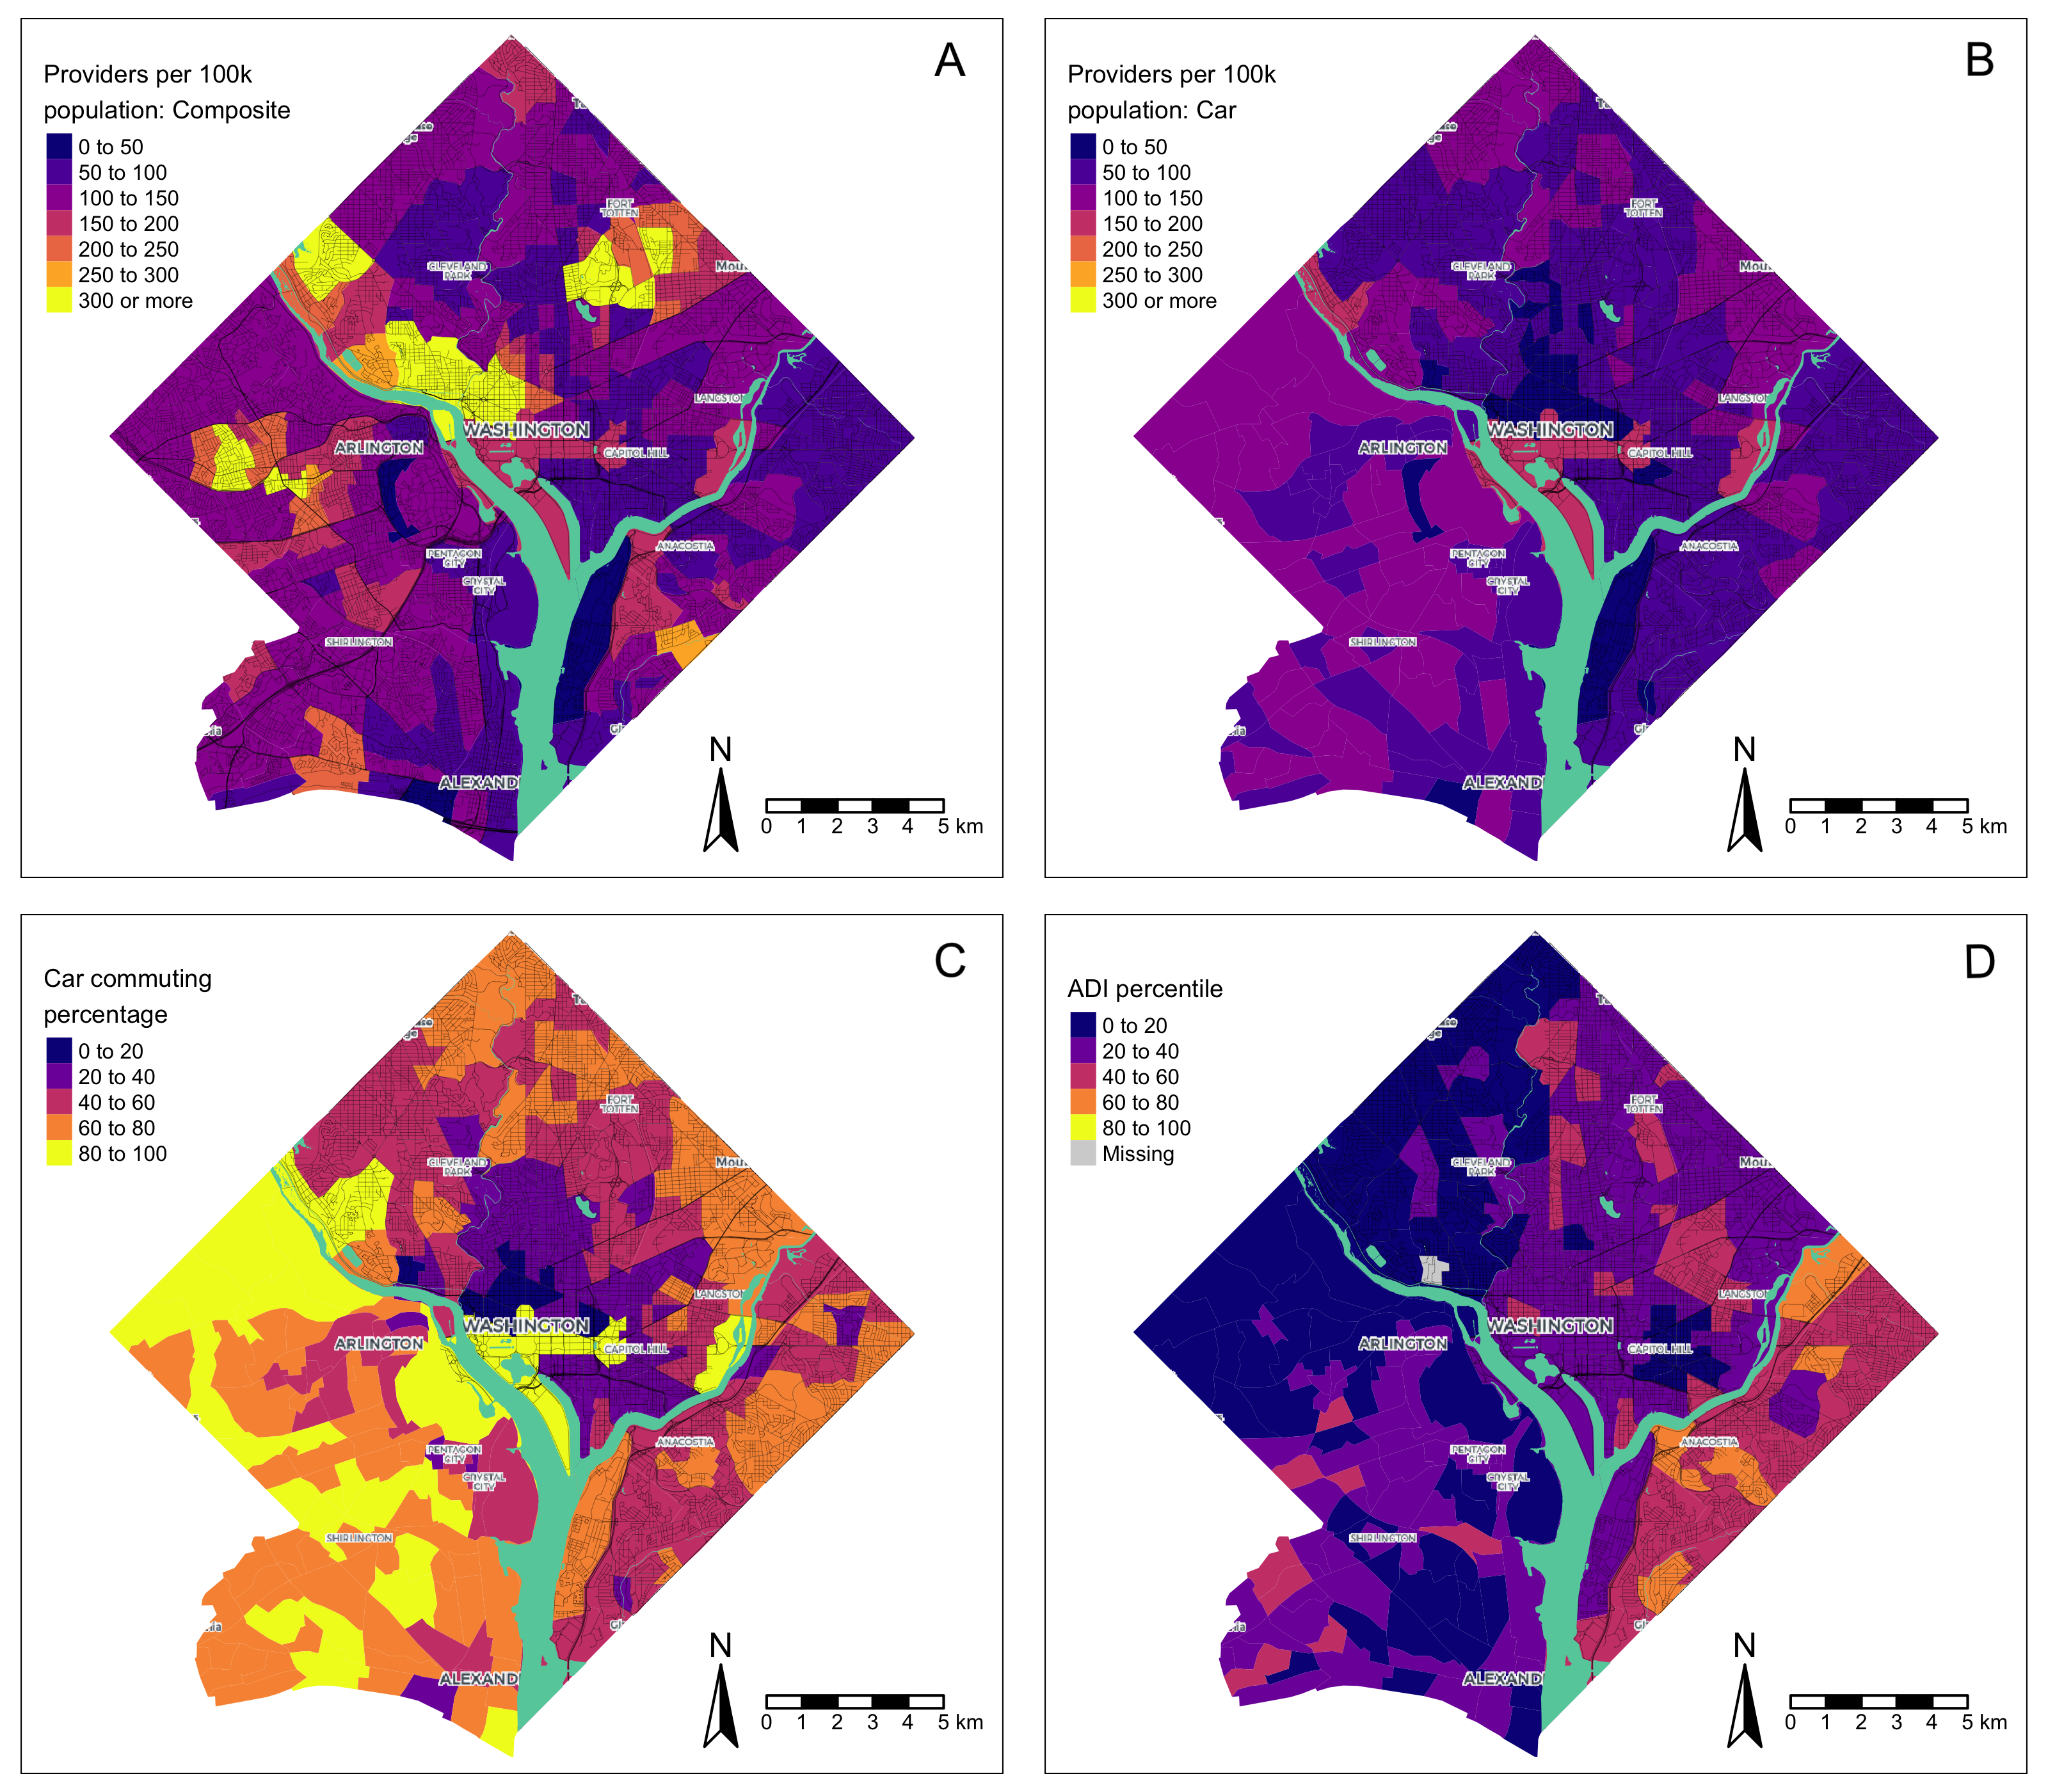 A
Providers per 100k
population: Composite
0 to 50
50 to 100
100 to 150
150 to 200
200 to 250
250 to 300
300 or more
FORT
TOTTEN
CLEVELAND
PARK
WASHINGTON
ARLINGTON
CAPITOL HILL
PENTAGON
CITY
ANACOSTIA
CRYSTAL
CITY
SHIRLINGTON
ALEXAND
N
0 1 2 3 4 5 km
B
Providers per 100k
population: Car
0 to 50
50 to 100
100 to 150
150 to 200
200 to 250
250 to 300
300 or more
FORT
TOTTEN
CLEVELAND
PARK
Mou
LANGSTO
WASHINGTON
ARLINGTON
CAPITOL HILL
PENTAGON
CITY
ANACOSTIA
CRYSTAL
CITY
SHIRLINGTON
ALEXAND
N
0 1 2 3 4 5 km
C
Car commuting
percentage
0 to 20
20 to 40
40 to 60
60 to 80
80 to 100
FORT
TOTTEN
CLEVELAND
PARK
Mou
LANGSTO
WASHINGTON
ARLINGTON
CAPITOL HILL
PENTAGON
CITY
ANACOSTIA
CRYSTAL
CITY
SHIRLINGTON
ALEXAND
N
0 1 2 3 4 5 km
D
ADI percentile
0 to 20
20 to 40
40 to 60
60 to 80
80 to 100
Missing
FORT
TOTTEN
CLEVELAND
PARK
Mou
LANGSTO
WASHINGTON
ARLINGTON
CAPITOL HILL
PENTAGON
CITY
ANACOSTIA
CRYSTAL
CITY
SHIRLINGTON
ALEXAND
N
0 1 2 3 4 5 km